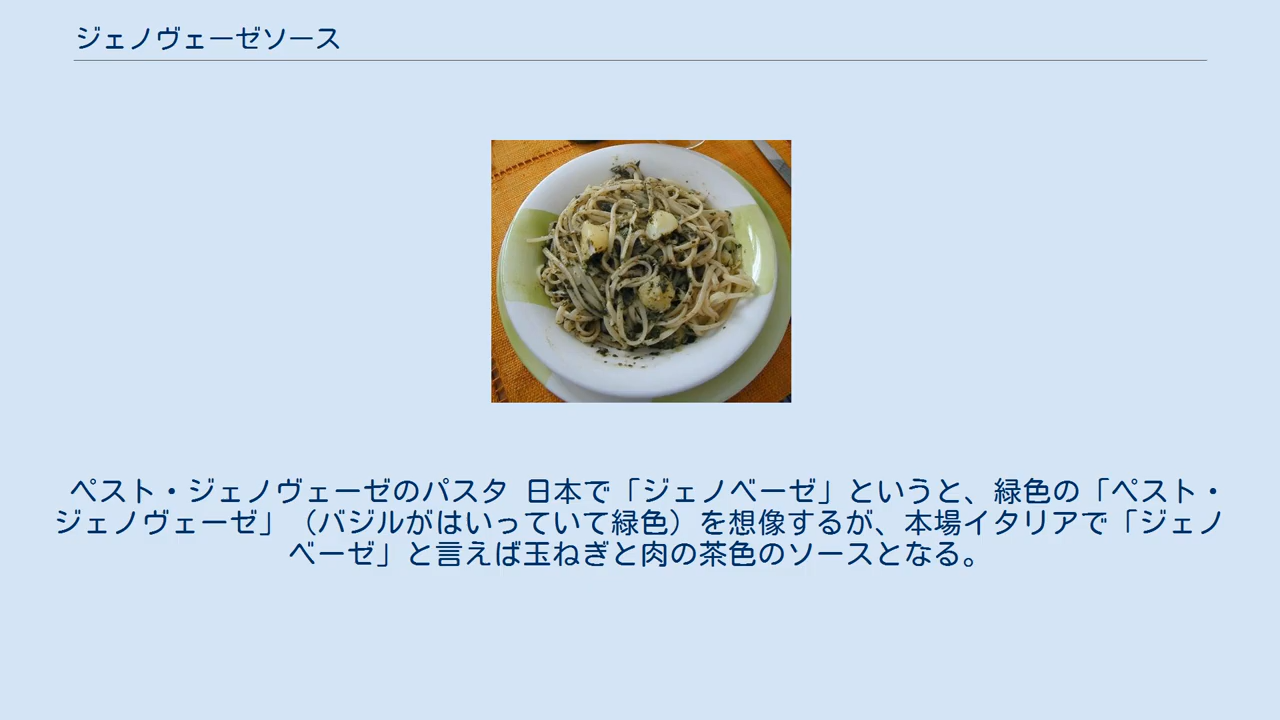 ジェノヴェーゼソース
ペスト・ジェノヴェーゼのパスタ 日本で「ジェノベーゼ」というと、緑色の「ペスト・
ジェノヴェーゼ」（バジルがはいっていて緑色）を想像するが、本場イタリアで「ジェノ
ベーゼ」と言えば玉ねぎと肉の茶色のソースとなる。